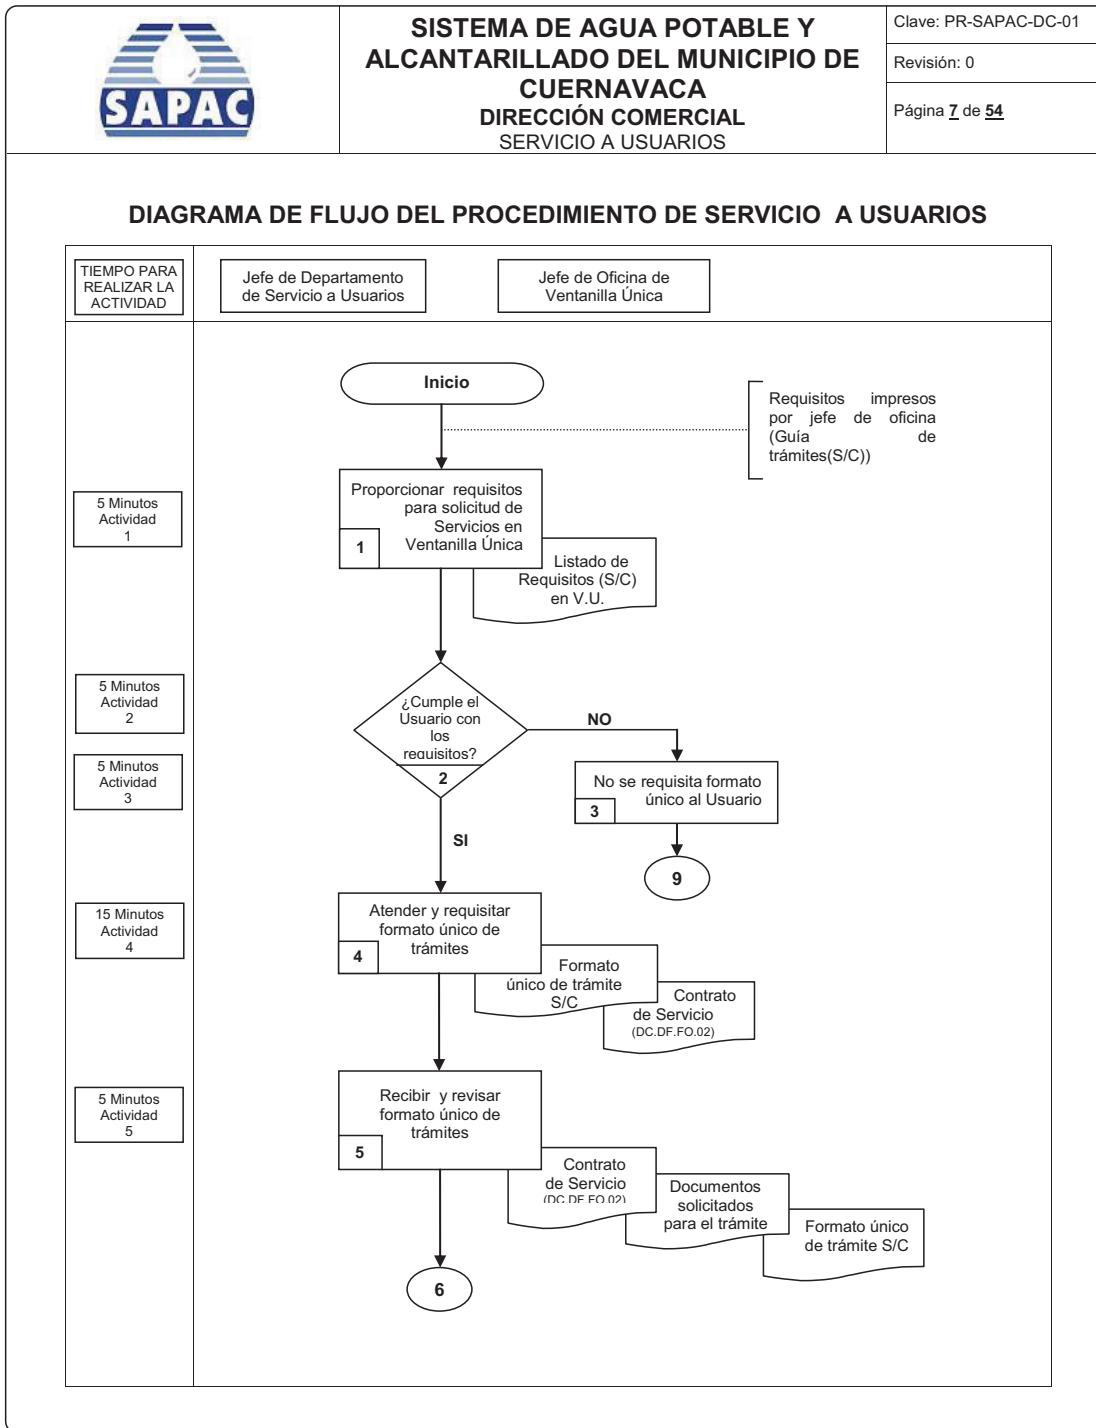 SAPAC
SISTEMA DE AGUA POTABLE Y
ALCANTARILLADO DEL MUNICIPIO DE
CUERNAVACA
DIRECCIÓN COMERCIAL
SERVICIO A USUARIOS
Clave: PR-SAPAC-DC-01
Revisión: 0
Página 7 de 54
DIAGRAMA DE FLUJO DEL PROCEDIMIENTO DE SERVICIO A USUARIOS
TIEMPO PARA
REALIZAR LA
ACTIVIDAD
Jefe de Departamento
de Servicio a Usuarios
Jefe de Oficina de
Ventanilla Única
Inicio
Requisitos impresos
por jefe de oficina
(Guía de
trámites(S/C))
5 Minutos
Actividad
1
Proporcionar requisitos
para solicitud de
Servicios en
Ventanilla Única
1
Listado de
Requisitos (S/C)
en V.U.
5 Minutos
Actividad
2
¿Cumple el
Usuario con
los
requisitos?
2
NO
5 Minutos
Actividad
3
No se requisita formato
único al Usuario
3
SI
9
15 Minutos
Actividad
4
Atender y requisitar
formato único de
trámites
4
Formato
único de trámite
S/C
Contrato
de Servicio
(DC.DF.FO.02)
5 Minutos
Actividad
5
Recibir y revisar
formato único de
trámites
5
Contrato
de Servicio
(DC.DF.FO.02)
Documentos
solicitados
para el trámite
Formato único
de trámite S/C
6